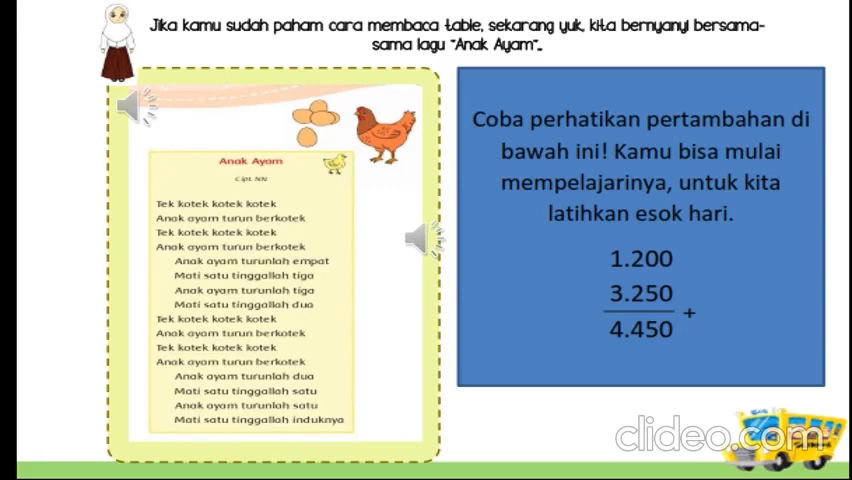 Jika kamu sudah paham cara membaca table, sekarang yuk, kita bernyanyi bersama-
sama lagu "Anak Ayam"...
Anak Ayam
Cipt. NN
Tek kotek kotek kotek
Anak ayam turun berkotek
Tek kotek kotek kotek
Anak ayam turun berkotek
Anak ayam turunlah empat
Mati satu tinggallah tiga
Anak ayam turunlah tiga
Mati satu tinggallah dua
Tek kotek kotek kotek
Anak ayam turun berkotek
Tek kotek kotek kotek
Anak ayam turun berkotek
Anak ayam turunlah dua
Mati satu tinggallah satu
Anak ayam turunlah satu
Mati satu tinggallah induknya
Coba perhatikan pertambahan di
bawah ini! Kamu bisa mulai
mempelajarinya, untuk kita
latihkan esok hari.
1.200
3.250
+
4.450
clideo.com